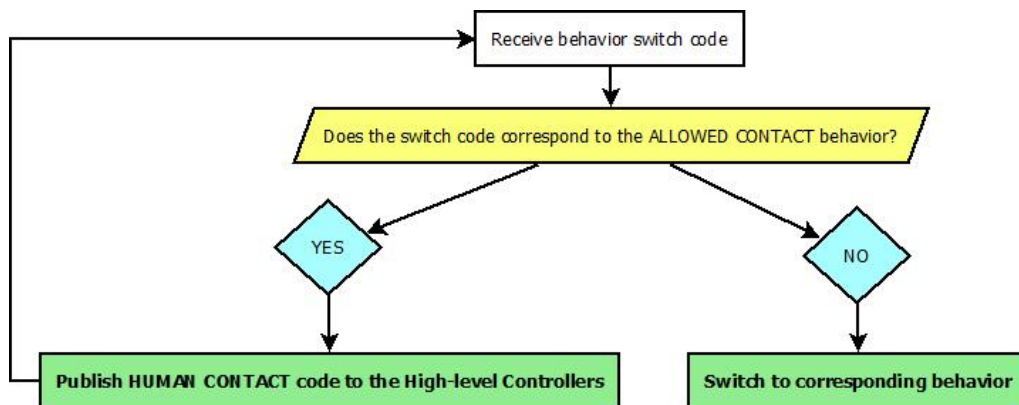 Receive behavior switch code
Does the switch code correspond to the ALLOWED CONTACT behavior?
YES
NO
Publish HUMAN CONTACT code to the High-level Controllers
Switch to corresponding behavior